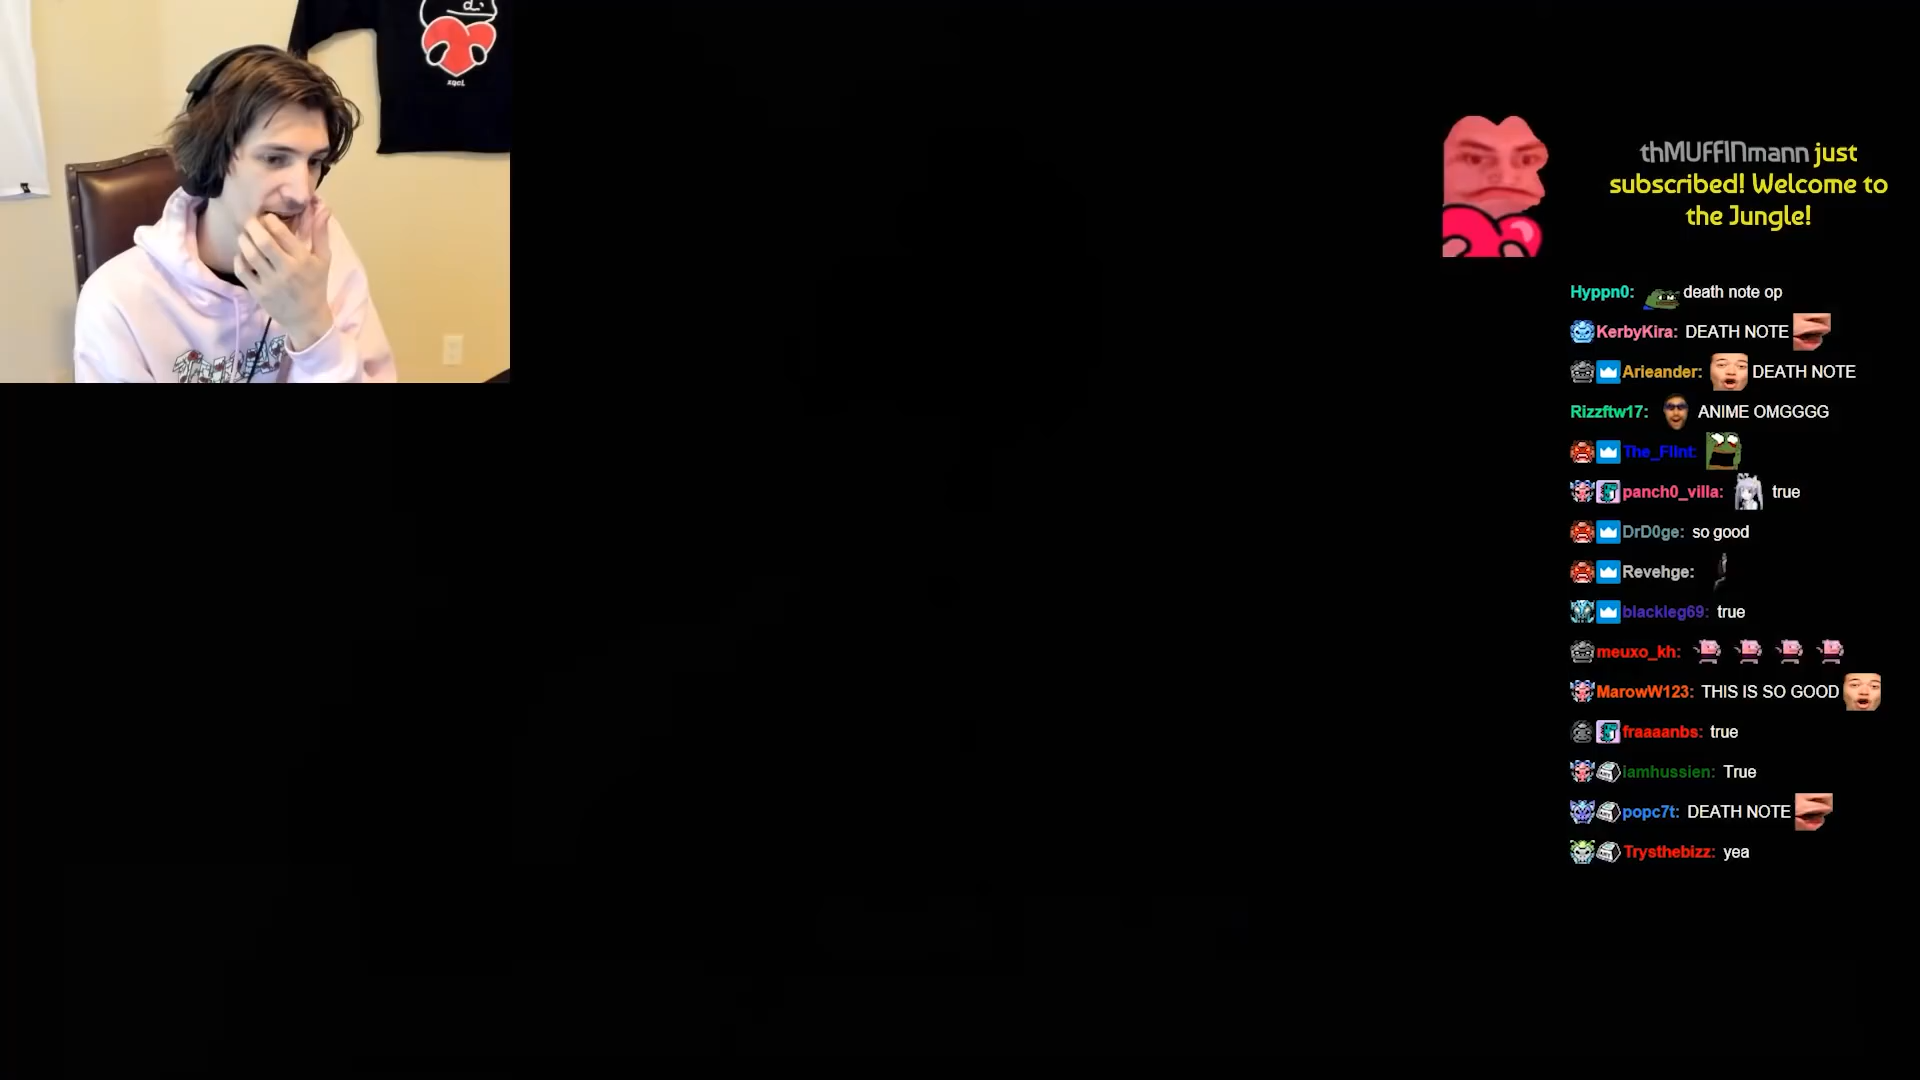 xqcL
thMUFFINmann just
subscribed! Welcome to
the Jungle!
Hyppn0: death note op
KerbyKira: DEATH NOTE
Arieander: DEATH NOTE
Rizzftw17: ANIME OMGGGG
The_FlInt:
panch0_villa: true
DrD0ge: so good
Revehge:
blackleg69: true
meuxo_kh:
MarowW123: THIS IS SO GOOD
fraaaanbs: true
iamhussien: True
popc7t: DEATH NOTE
Trysthebizz: yea